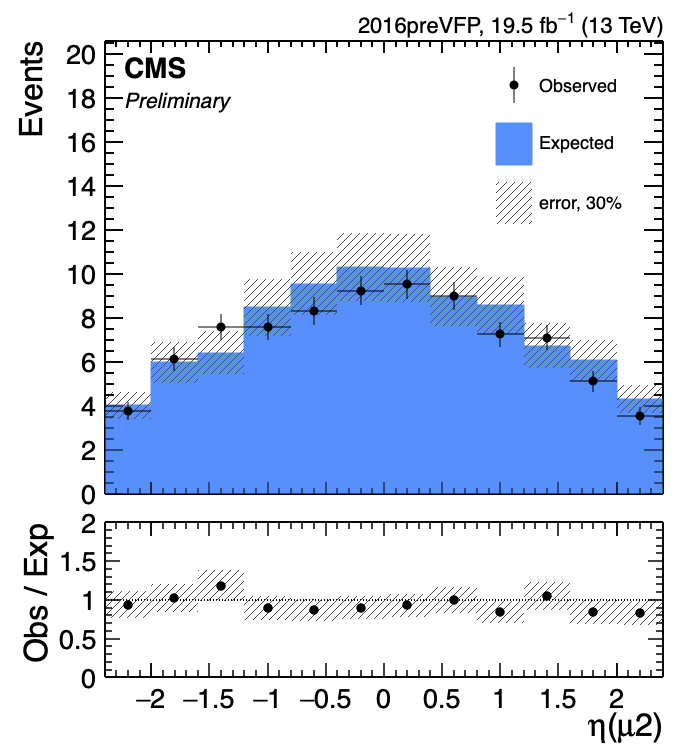 2016preVFP, 19.5 fb⁻¹ (13 TeV)
CMS
Preliminary
Events
20
18
16
14
12
10
8
6
4
2
0
Observed
Expected
error, 30%
Obs / Exp
2
1.5
1
0.5
0
−2 −1.5 −1 −0.5 0 0.5 1 1.5 2
η(μ2)